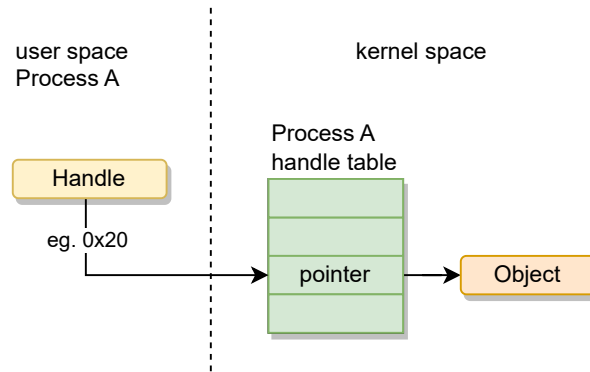 user space
Process A
kernel space
Process A
handle table
Handle
eg. 0x20
pointer
Object